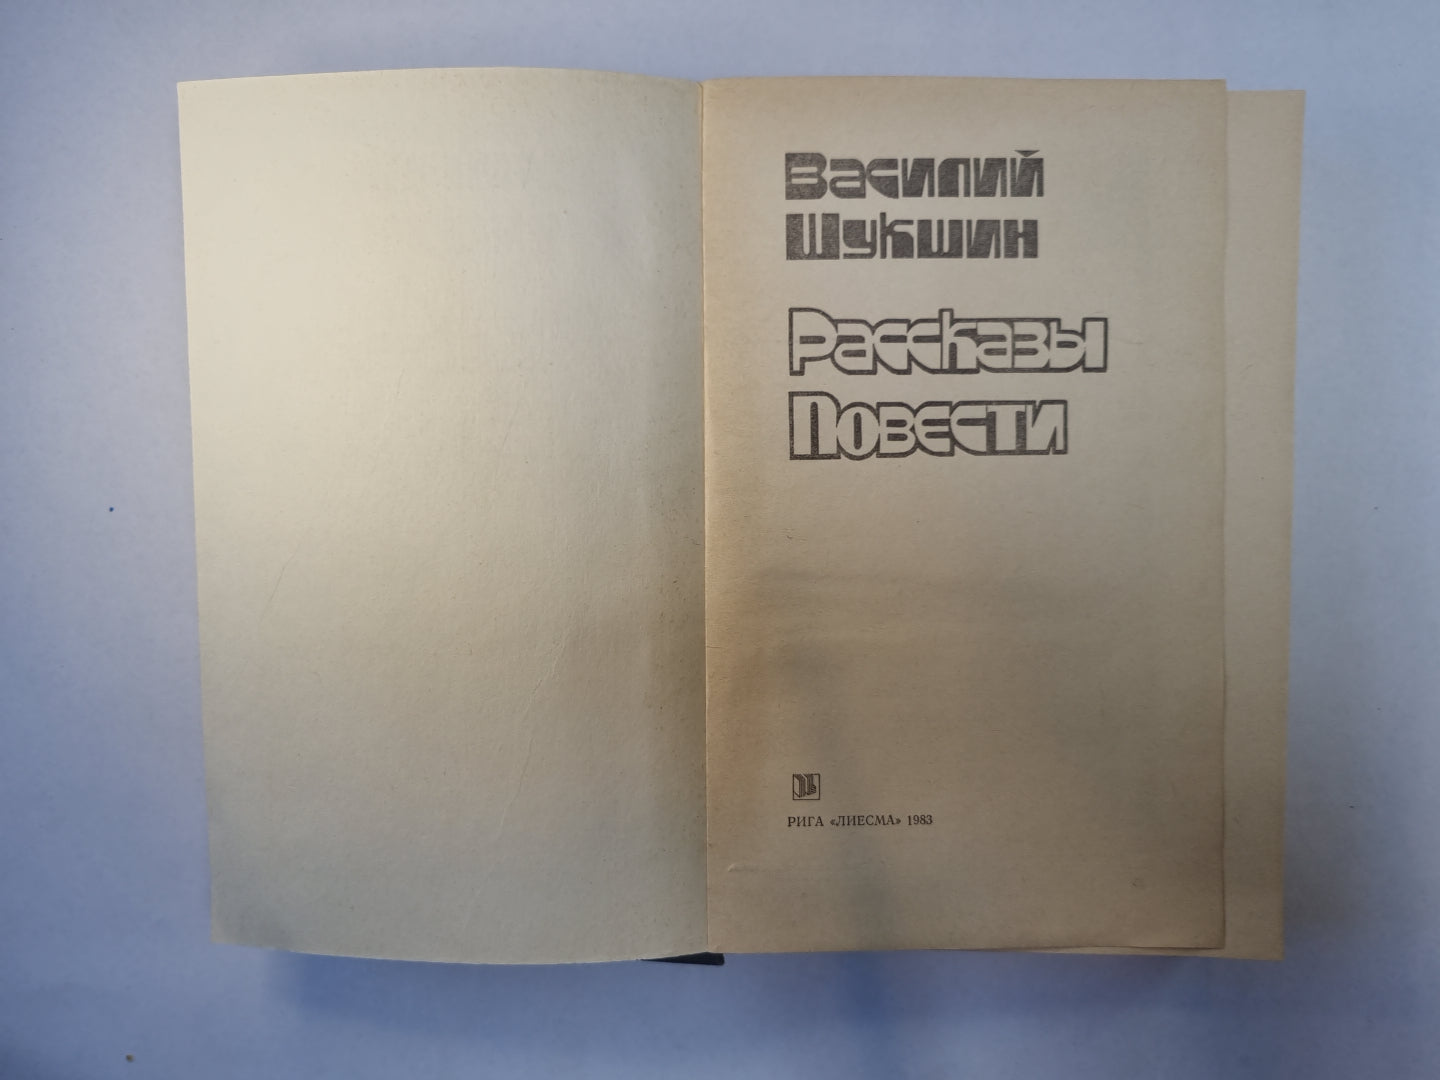 Василий
Шукшин
Рассказы
Повести
РИГА «ЛИЕСМА» 1983